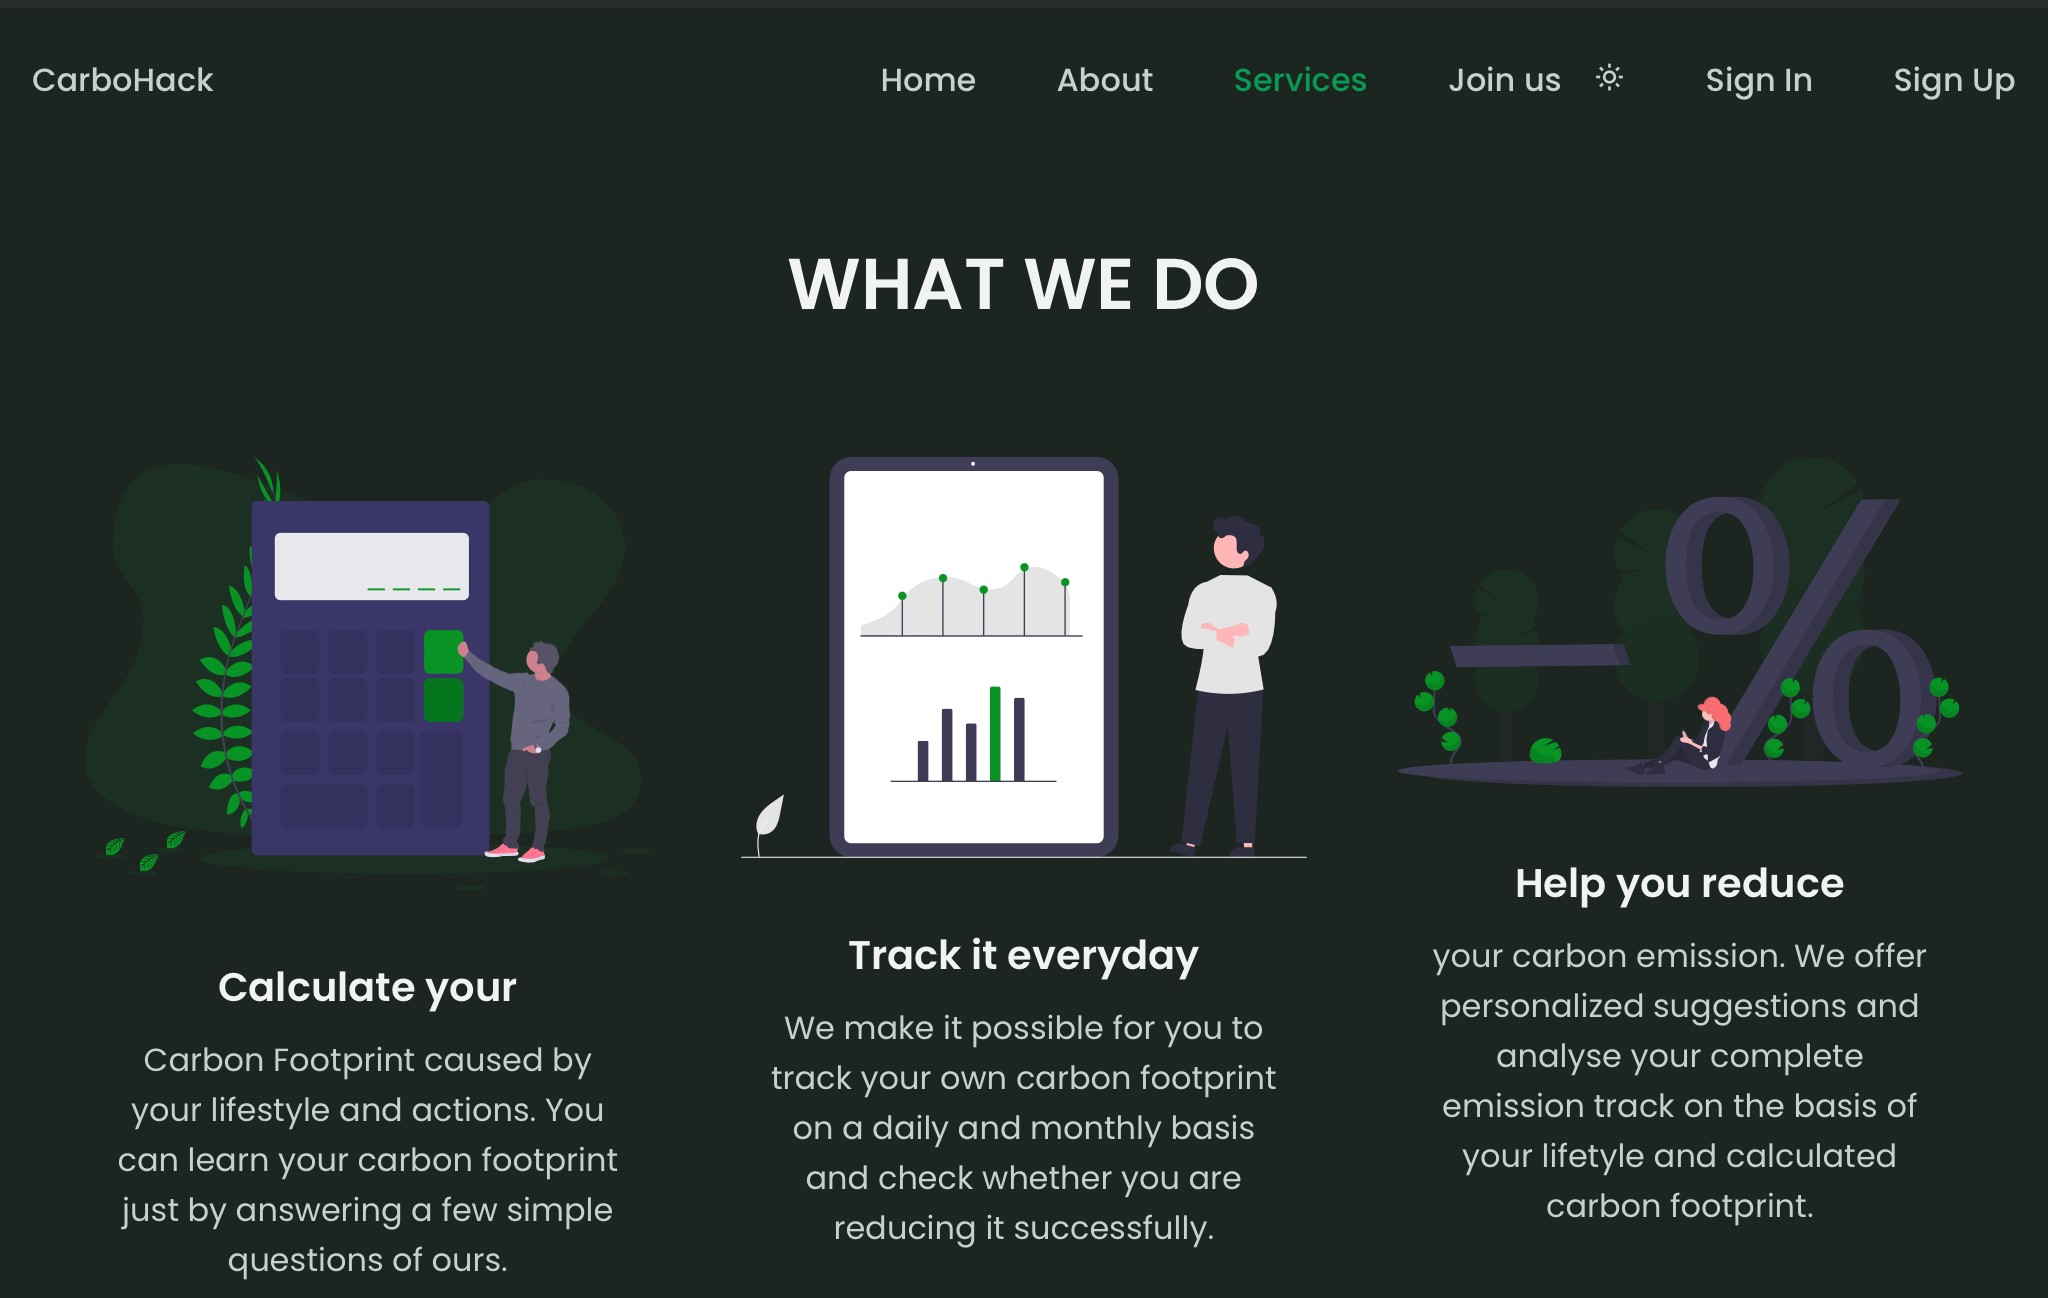 CarboHack
Home
About
Services
Join us
Sign In
Sign Up
WHAT WE DO
Calculate your
Carbon Footprint caused by
your lifestyle and actions. You
can learn your carbon footprint
just by answering a few simple
questions of ours.
Track it everyday
We make it possible for you to
track your own carbon footprint
on a daily and monthly basis
and check whether you are
reducing it successfully.
%
Help you reduce
your carbon emission. We offer
personalized suggestions and
analyse your complete
emission track on the basis of
your lifetyle and calculated
carbon footprint.